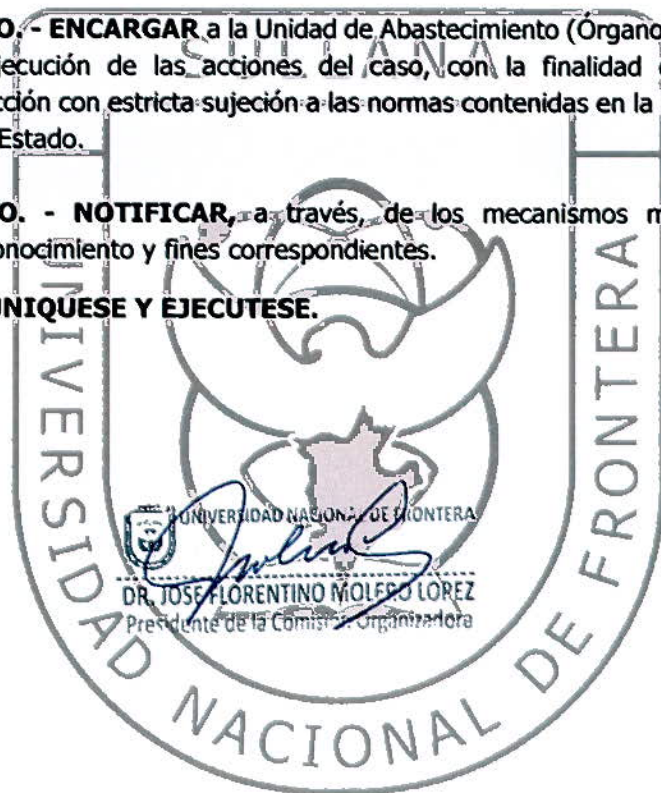 O. - ENCARGAR a la Unidad de Abastecimiento (Órgano
jecución de las acciones del caso, con la finalidad
cción con estricta sujeción a las normas contenidas en la
Estado.
O. - NOTIFICAR, a través, de los mecanismos m
onocimiento y fines correspondientes.
UNIQUESE Y EJECUTESE.
SULLANA
UNIVERSIDAD NACIONAL DE FRONTERA
UNIVERSIDAD NACIONAL DE FRONTERA
DR. JOSE FLORENTINO MOLERO LOPEZ
Presidente de la Comisión Organizadora